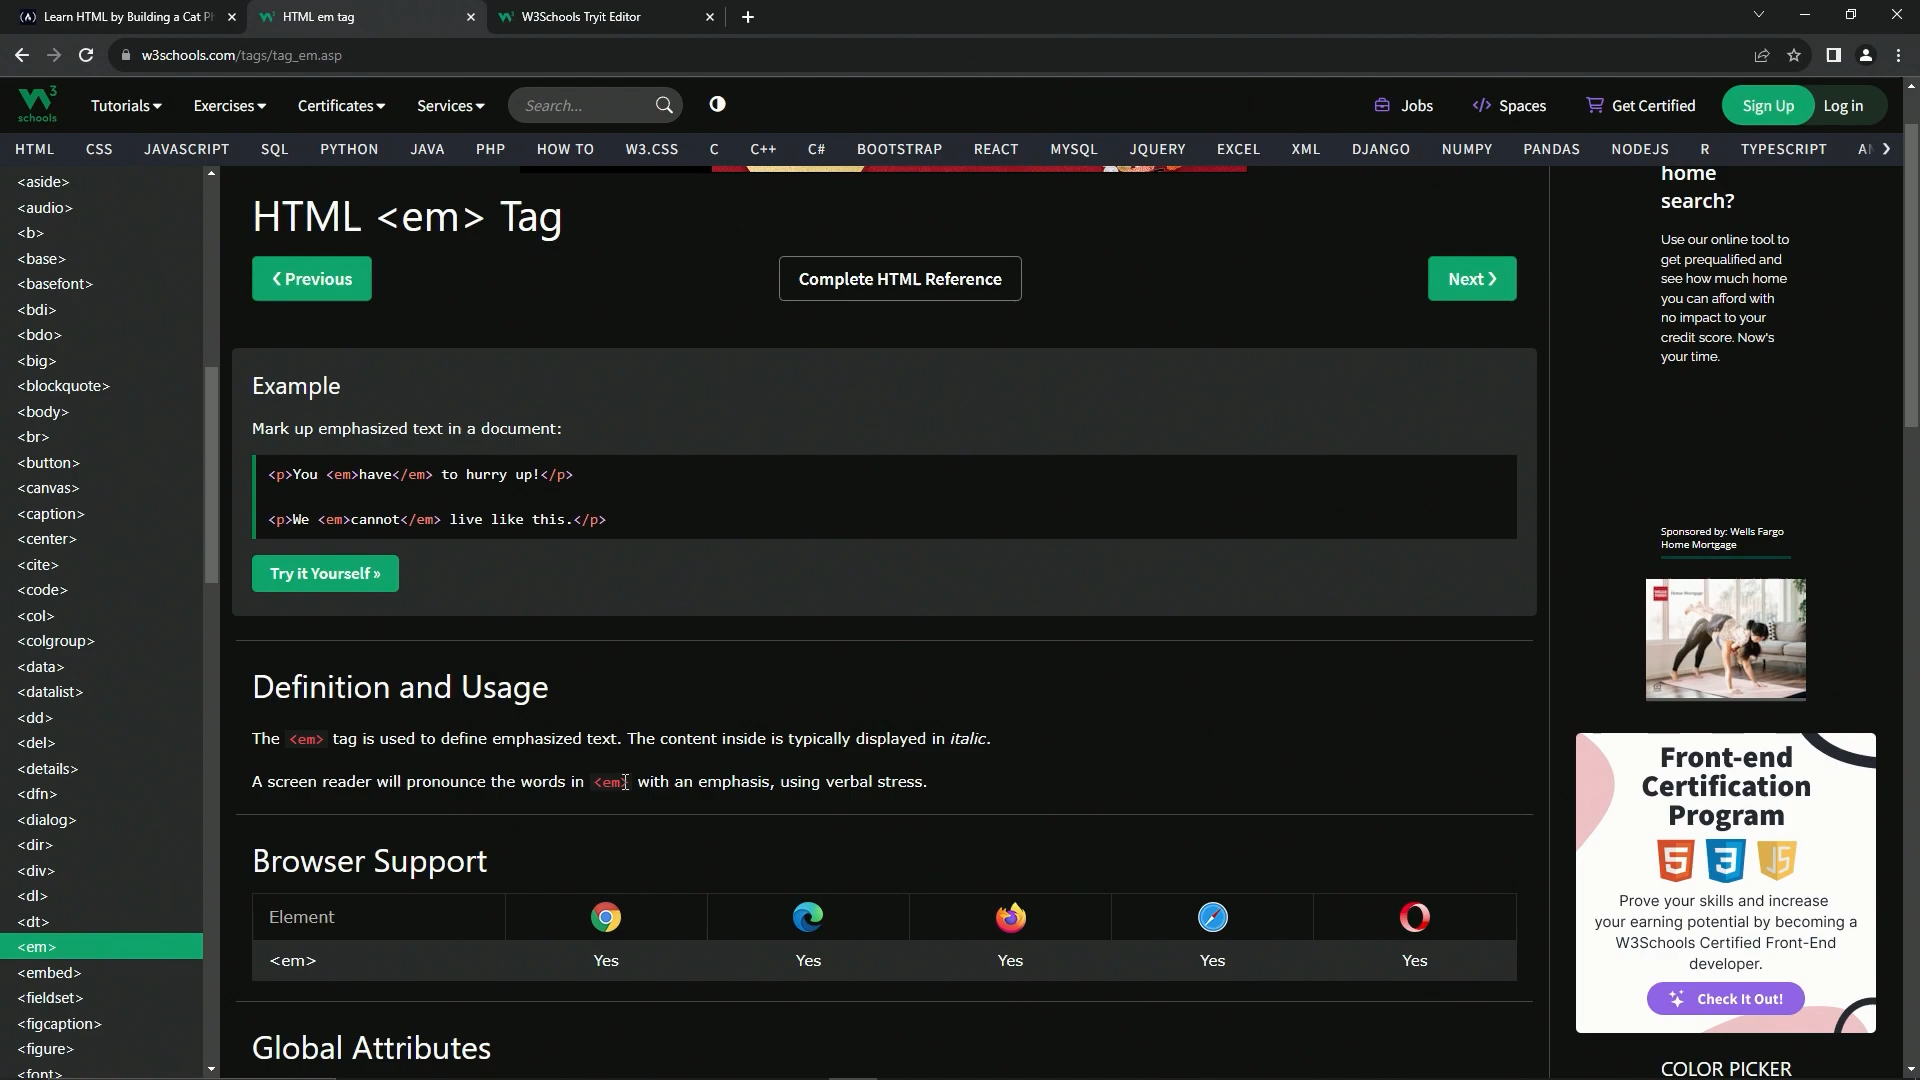 Learn HTML by Building a Cat Ph
HTML em tag
W3Schools Tryit Editor
w3schools.com/tags/tag_em.asp
W3 schools
Tutorials
Exercises
Certificates
Services
Search...
Jobs
Spaces
Get Certified
Sign Up
Log in
HTML CSS JAVASCRIPT SQL PYTHON JAVA PHP HOW TO W3.CSS C C++ C# BOOTSTRAP REACT MYSQL JQUERY EXCEL XML DJANGO NUMPY PANDAS NODEJS R TYPESCRIPT
<aside>
<audio>
<b>
<base>
<basefont>
<bdi>
<bdo>
<big>
<blockquote>
<body>
<br>
<button>
<canvas>
<caption>
<center>
<cite>
<code>
<col>
<colgroup>
<data>
<datalist>
<dd>
<del>
<details>
<dfn>
<dialog>
<dir>
<div>
<dl>
<dt>
<em>
<embed>
<fieldset>
<figcaption>
<figure>
<font>
HTML <em> Tag
❮ Previous
Complete HTML Reference
Next ❯
Example
Mark up emphasized text in a document:
<p>You <em>have</em> to hurry up!</p>
<p>We <em>cannot</em> live like this.</p>
Try it Yourself »
Definition and Usage
The <em> tag is used to define emphasized text. The content inside is typically displayed in italic.
A screen reader will pronounce the words in <em> with an emphasis, using verbal stress.
Browser Support
Element
<em> Yes Yes Yes Yes Yes
Global Attributes
home
search?
Use our online tool to
get prequalified and
see how much home
you can afford with
no impact to your
credit score. Now's
your time.
Sponsored by: Wells Fargo
Home Mortgage
Front-end
Certification
Program
5 3 JS
Prove your skills and increase
your earning potential by becoming a
W3Schools Certified Front-End
developer.
Check It Out!
COLOR PICKER